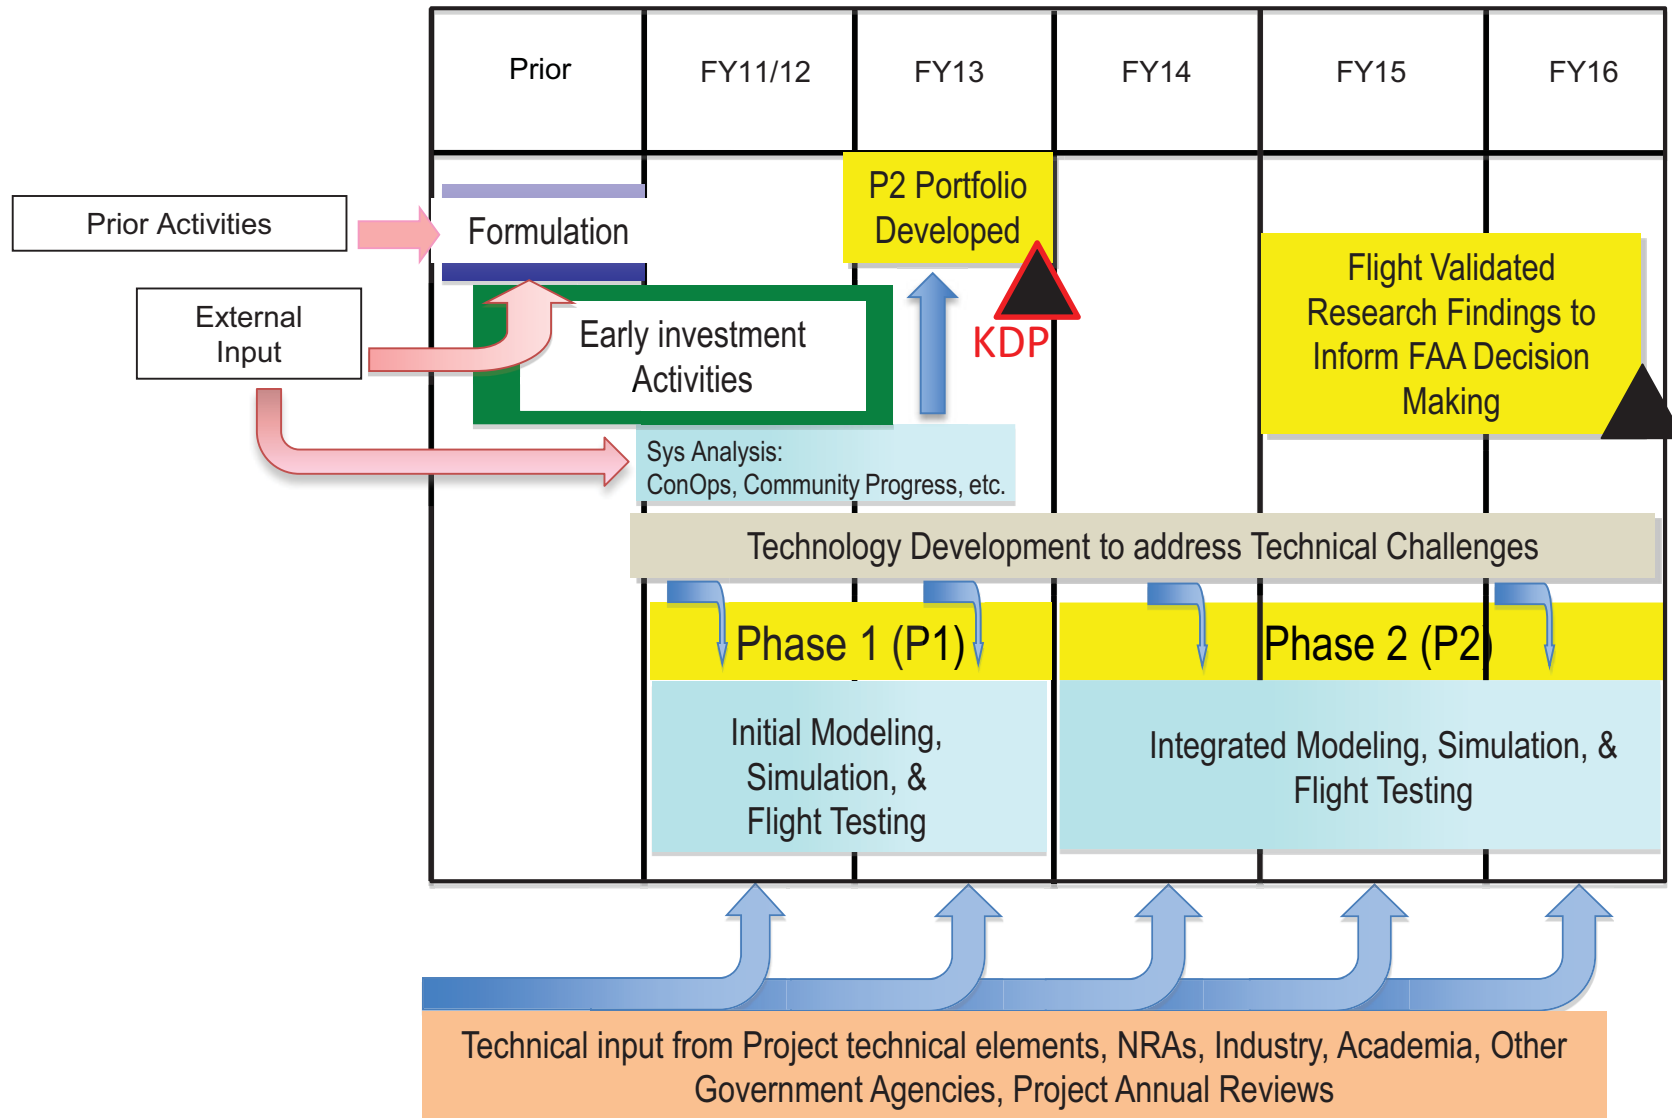 Prior
FY11/12
FY13
FY14
FY15
FY16
Prior Activities
Formulation
P2 Portfolio
Developed
KDP
External
Input
Early investment
Activities
Flight Validated
Research Findings to
Inform FAA Decision
Making
Sys Analysis:
ConOps, Community Progress, etc.
Technology Development to address Technical Challenges
Phase 1 (P1)
Phase 2 (P2)
Initial Modeling,
Simulation, &
Flight Testing
Integrated Modeling, Simulation, &
Flight Testing
Technical input from Project technical elements, NRAs, Industry, Academia, Other
Government Agencies, Project Annual Reviews